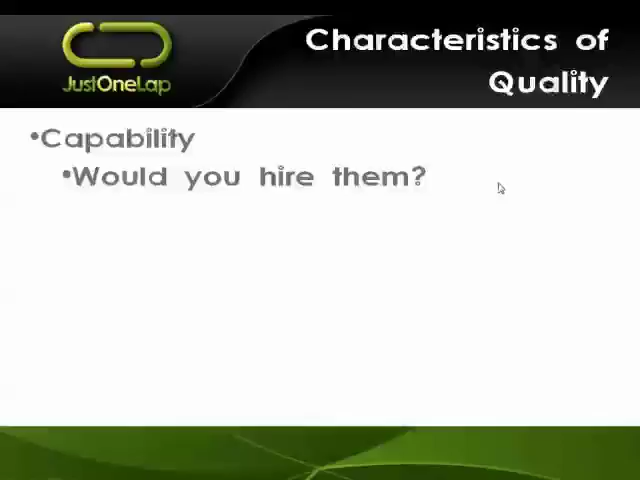 JustOneLap
Characteristics of
Quality
•Capability
•Would you hire them?